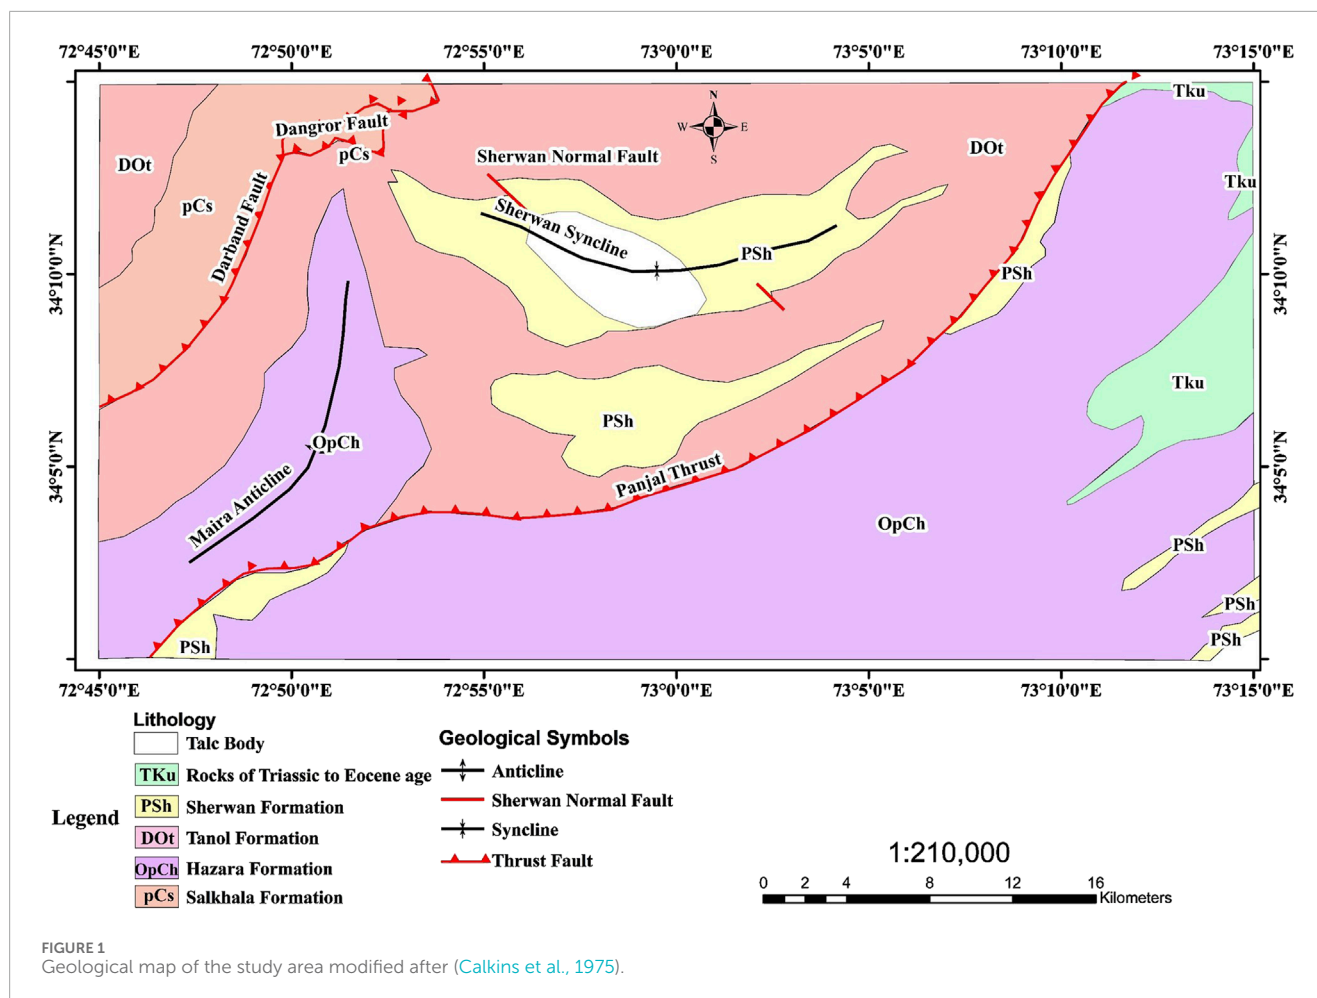 72°45'0"E
72°50'0"E
72°55'0"E
73°0'0"E
73°5'0"E
73°10'0"E
73°15'0"E
Tku
N
W E
S
Dangror Fault
pCs
DOt
Sherwan Normal Fault
DOt
Tku
pCs
Darband Fault
Sherwan Syncline
PSh
PSh
34°10'0"N
34°10'0"N
Tku
PSh
OpCh
34°5'0"N
34°5'0"N
Panjal Thrust
Maira Anticline
OpCh
PSh
PSh
PSh
PSh
72°45'0"E
72°50'0"E
72°55'0"E
73°0'0"E
73°5'0"E
73°10'0"E
73°15'0"E
Legend
Lithology
Talc Body
TKu Rocks of Triassic to Eocene age
PSh Sherwan Formation
DOt Tanol Formation
OpCh Hazara Formation
pCs Salkhala Formation
Geological Symbols
Anticline
Sherwan Normal Fault
Syncline
Thrust Fault
1:210,000
0 2 4 8 12 16
Kilometers
FIGURE 1
Geological map of the study area modified after (Calkins et al., 1975).